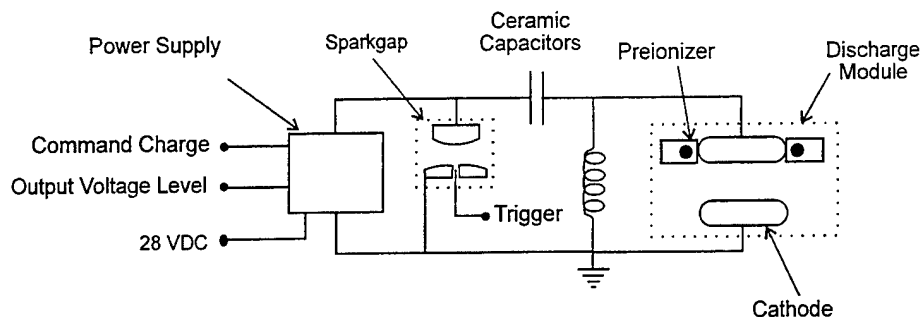 Ceramic
Capacitors
Power Supply
Sparkgap
Preionizer
Discharge
Module
Command Charge
Output Voltage Level
28 VDC
Trigger
Cathode